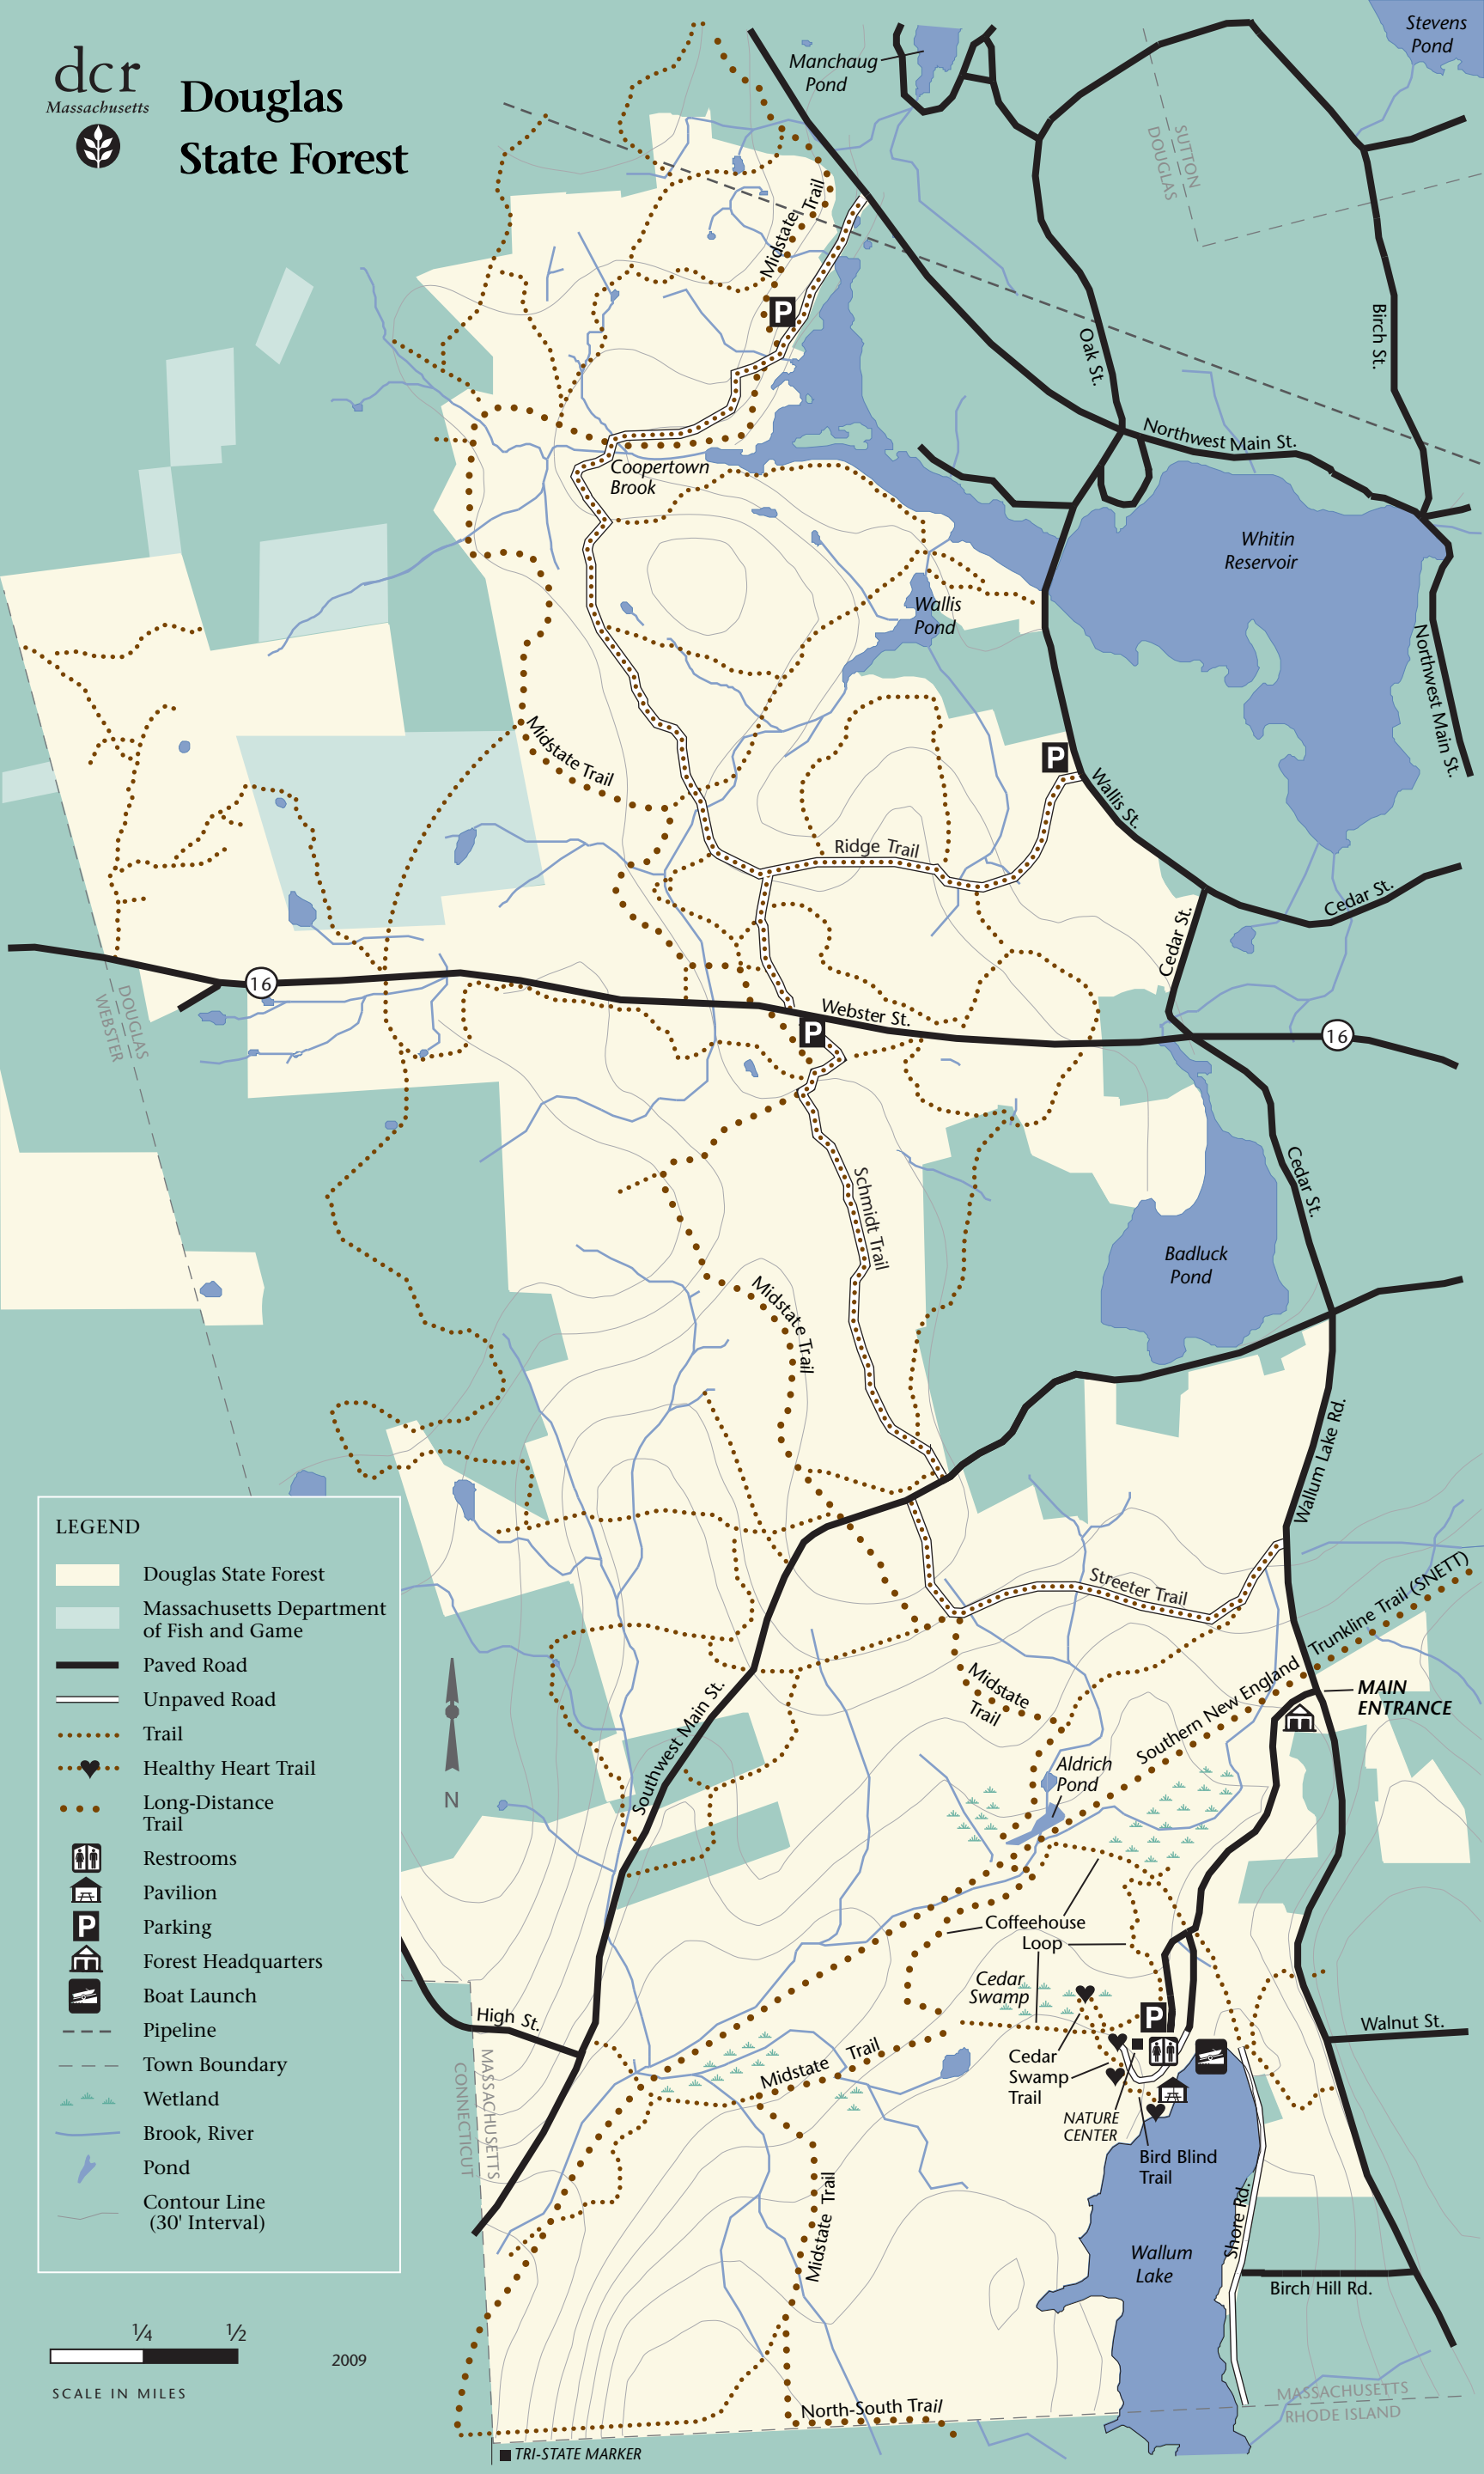 dcr
Massachusetts
Douglas
State Forest
Manchaug
Pond
Stevens
Pond
SUTTON
DOUGLAS
Midstate Trail
P
Oak St.
Birch St.
Northwest Main St.
Coopertown
Brook
Whitin
Reservoir
Wallis
Pond
Northwest Main St.
Midstate Trail
P
Wallis St.
Ridge Trail
Cedar St.
Cedar St.
16
DOUGLAS
WEBSTER
Webster St.
P
16
Cedar St.
Schmidt Trail
Badluck
Pond
Midstate Trail
Wallum Lake Rd.
LEGEND
Douglas State Forest
Massachusetts Department
of Fish and Game
Paved Road
Unpaved Road
Trail
Healthy Heart Trail
Long-Distance
Trail
Restrooms
Pavilion
P
Parking
Forest Headquarters
Boat Launch
Pipeline
Town Boundary
Wetland
Brook, River
Pond
Contour Line
(30' Interval)
N
Streeter Trail
Southern New England Trunkline Trail (SNETT)
Midstate
Trail
MAIN
ENTRANCE
Southwest Main St.
Aldrich
Pond
Coffeehouse
Loop
Cedar
Swamp
P
High St.
Walnut St.
MASSACHUSETTS
CONNECTICUT
Midstate Trail
Cedar
Swamp
Trail
NATURE
CENTER
Bird Blind
Trail
Midstate Trail
Shore Rd.
Wallum
Lake
Birch Hill Rd.
1/4
1/2
2009
SCALE IN MILES
North-South Trail
MASSACHUSETTS
RHODE ISLAND
TRI-STATE MARKER